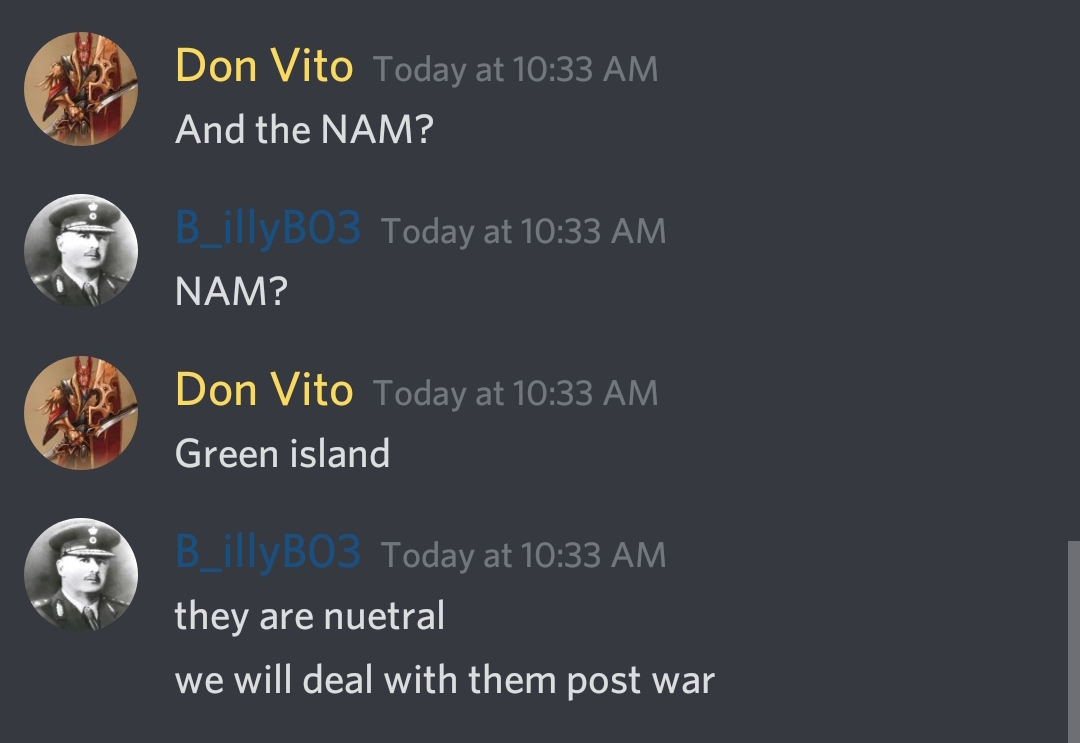 Don Vito Today at 10:33 AM
And the NAM?
B_illyB03 Today at 10:33 AM
NAM?
Don Vito Today at 10:33 AM
Green island
B_illyB03 Today at 10:33 AM
they are nuetral
we will deal with them post war